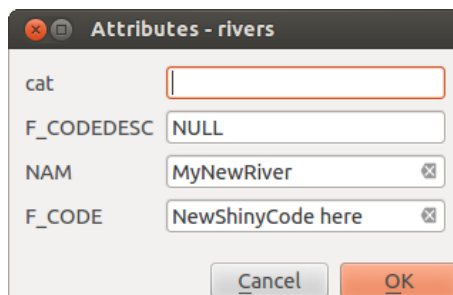 Attributes - rivers
cat
F_CODEDESC NULL
NAM MyNewRiver
F_CODE NewShinyCode here
Cancel OK